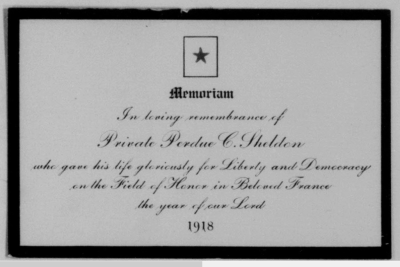 Memoriam
In loving remembrance of
Private Perdue C. Sheldon
who gave his life gloriously for Liberty and Democracy
on the Field of Honor in Beloved France
the year of our Lord
1918